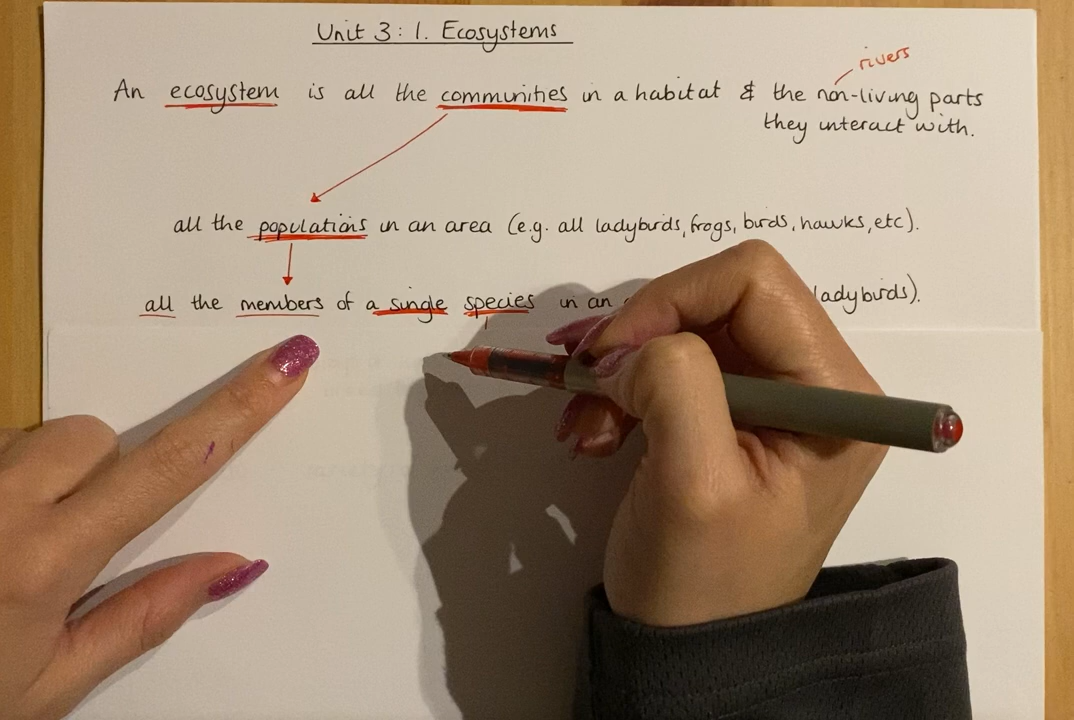 Unit 3: 1. Ecosystems
rivers
An ecosystem is all the communities in a habitat & the non-living parts
they interact with.
all the populations in an area (e.g. all ladybirds, frogs, birds, hawks, etc).
all the members of a single species in an ladybirds).